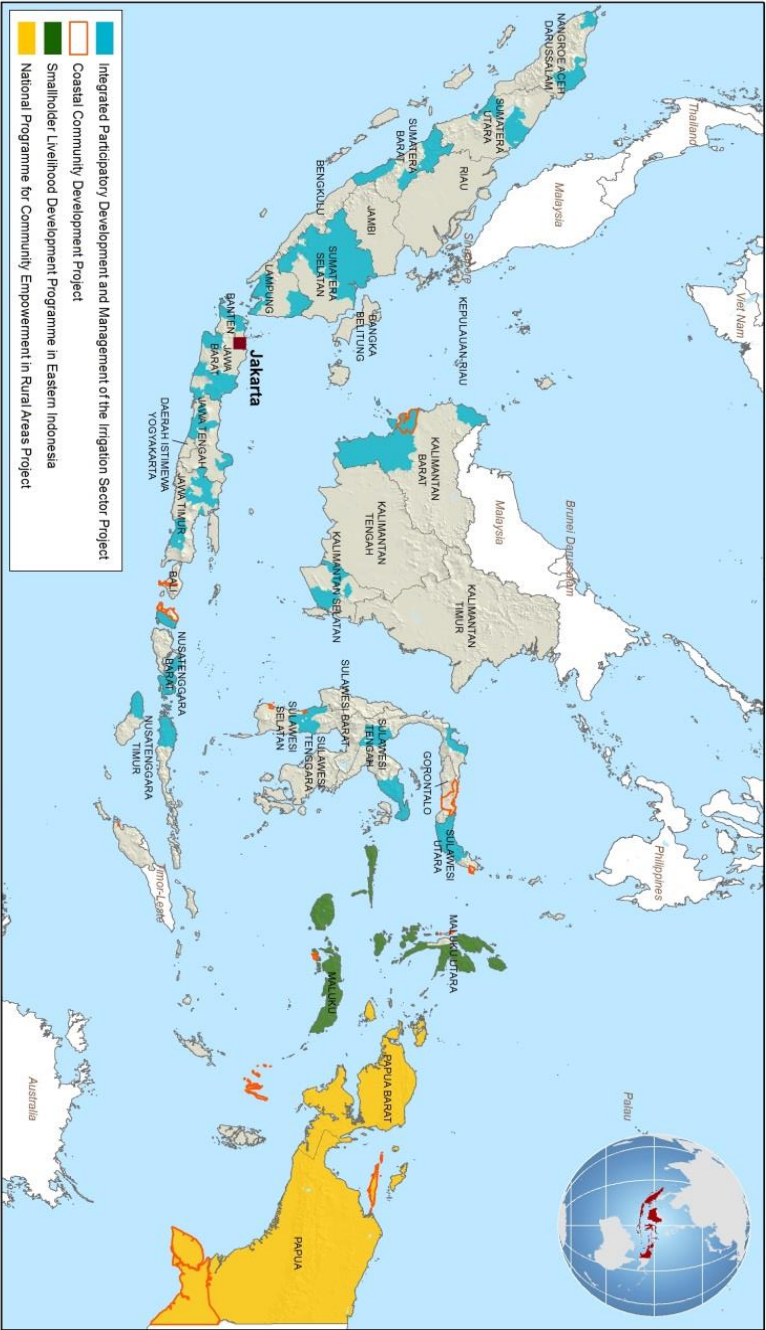 Thailand
Malaysia
Viet Nam
Brunei Darussalam
Malaysia
Philippines
Palau
Singapore
NANGROE ACEH
DARUSSALAM
SUMATERA
UTARA
RIAU
KEPULAUAN RIAU
SUMATERA
BARAT
JAMBI
BENGKULU
SUMATERA
SELATAN
BANGKA
BELITUNG
LAMPUNG
KALIMANTAN
BARAT
KALIMANTAN
TENGAH
KALIMANTAN
TIMUR
KALIMANTAN SELATAN
GORONTALO
SULAWESI
UTARA
SULAWESI
TENGAH
SULAWESI BARAT
SULAWESI
TENGGARA
SULAWESI
SELATAN
MALUKU UTARA
MALUKU
PAPUA BARAT
PAPUA
Jakarta
BANTEN
JAWA
BARAT
JAWA TENGAH
DAERAH ISTIMEWA
YOGYAKARTA
JAWA TIMUR
BALI
NUSATENGGARA
BARAT
NUSATENGGARA
TIMUR
Timor-Leste
Australia
Integrated Participatory Development and Management of the Irrigation Sector Project
Coastal Community Development Project
Smallholder Livelihood Development Programme in Eastern Indonesia
National Programme for Community Empowerment in Rural Areas Project